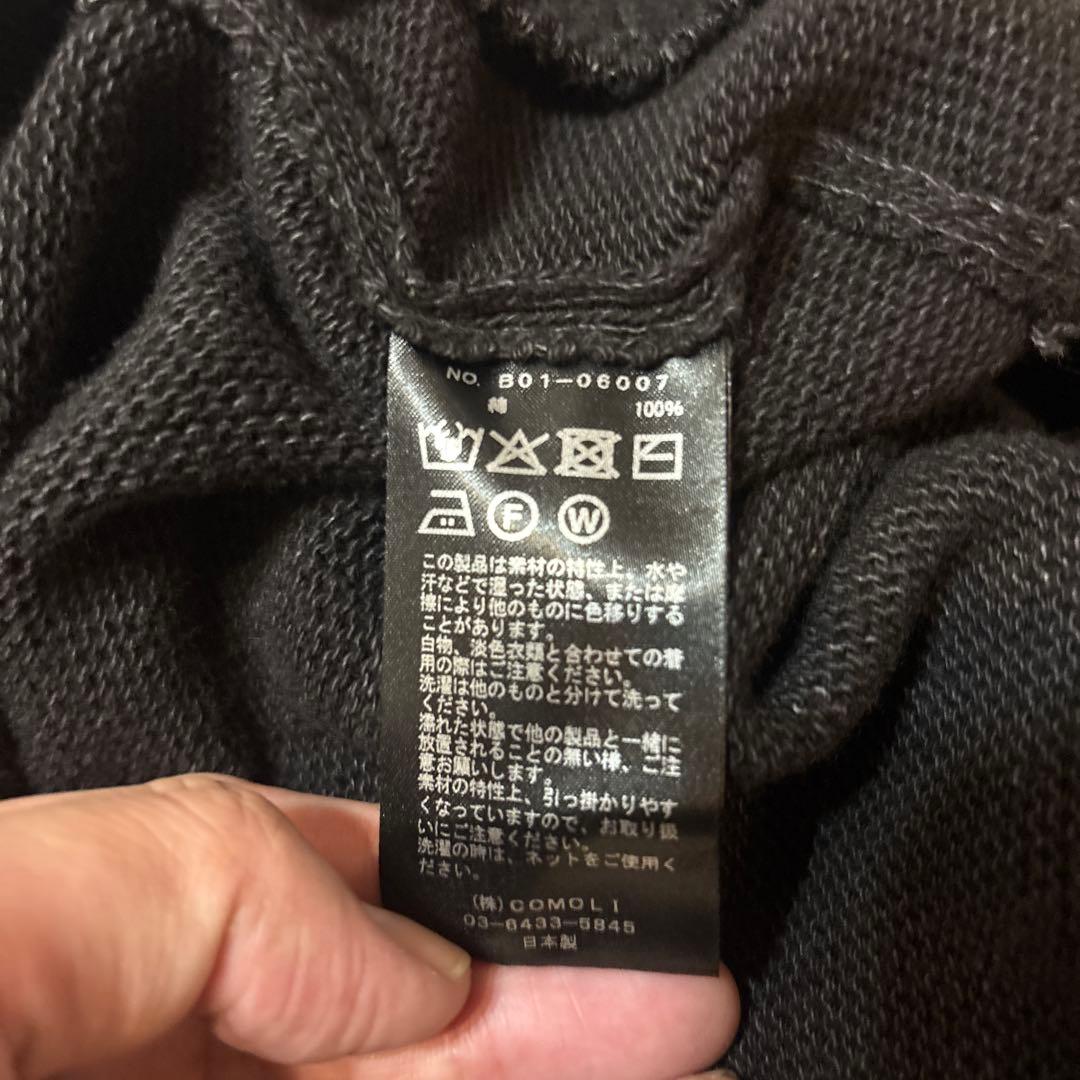 NO. B01-06007
綿 100%
F W
この製品は素材の特性上、水や
汗などで湿った状態、または摩
擦により他のものに色移りする
ことがあります。
白物、淡色衣類と合わせての着
用の際はご注意ください。
洗濯は他のものと分けて洗って
ください。
濡れた状態で他の製品と一緒に
放置されることの無い様、ご注
意お願いします。
素材の特性上、引っ掛かりやす
くなっていますので、お取り扱
いにご注意ください。
洗濯の時は、ネットをご使用く
ださい。
(株)COMOLI
03-6433-5845
日本製